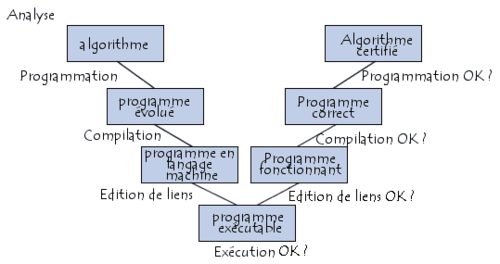 Analyse
algorithme
Algorithme
certifié
Programmation
Programmation OK ?
programme
évolué
Programme
correct
Compilation
Compilation OK ?
programme en
langage
machine
Programme
fonctionnant
Edition de liens
Edition de liens OK ?
programme
exécutable
Exécution OK ?